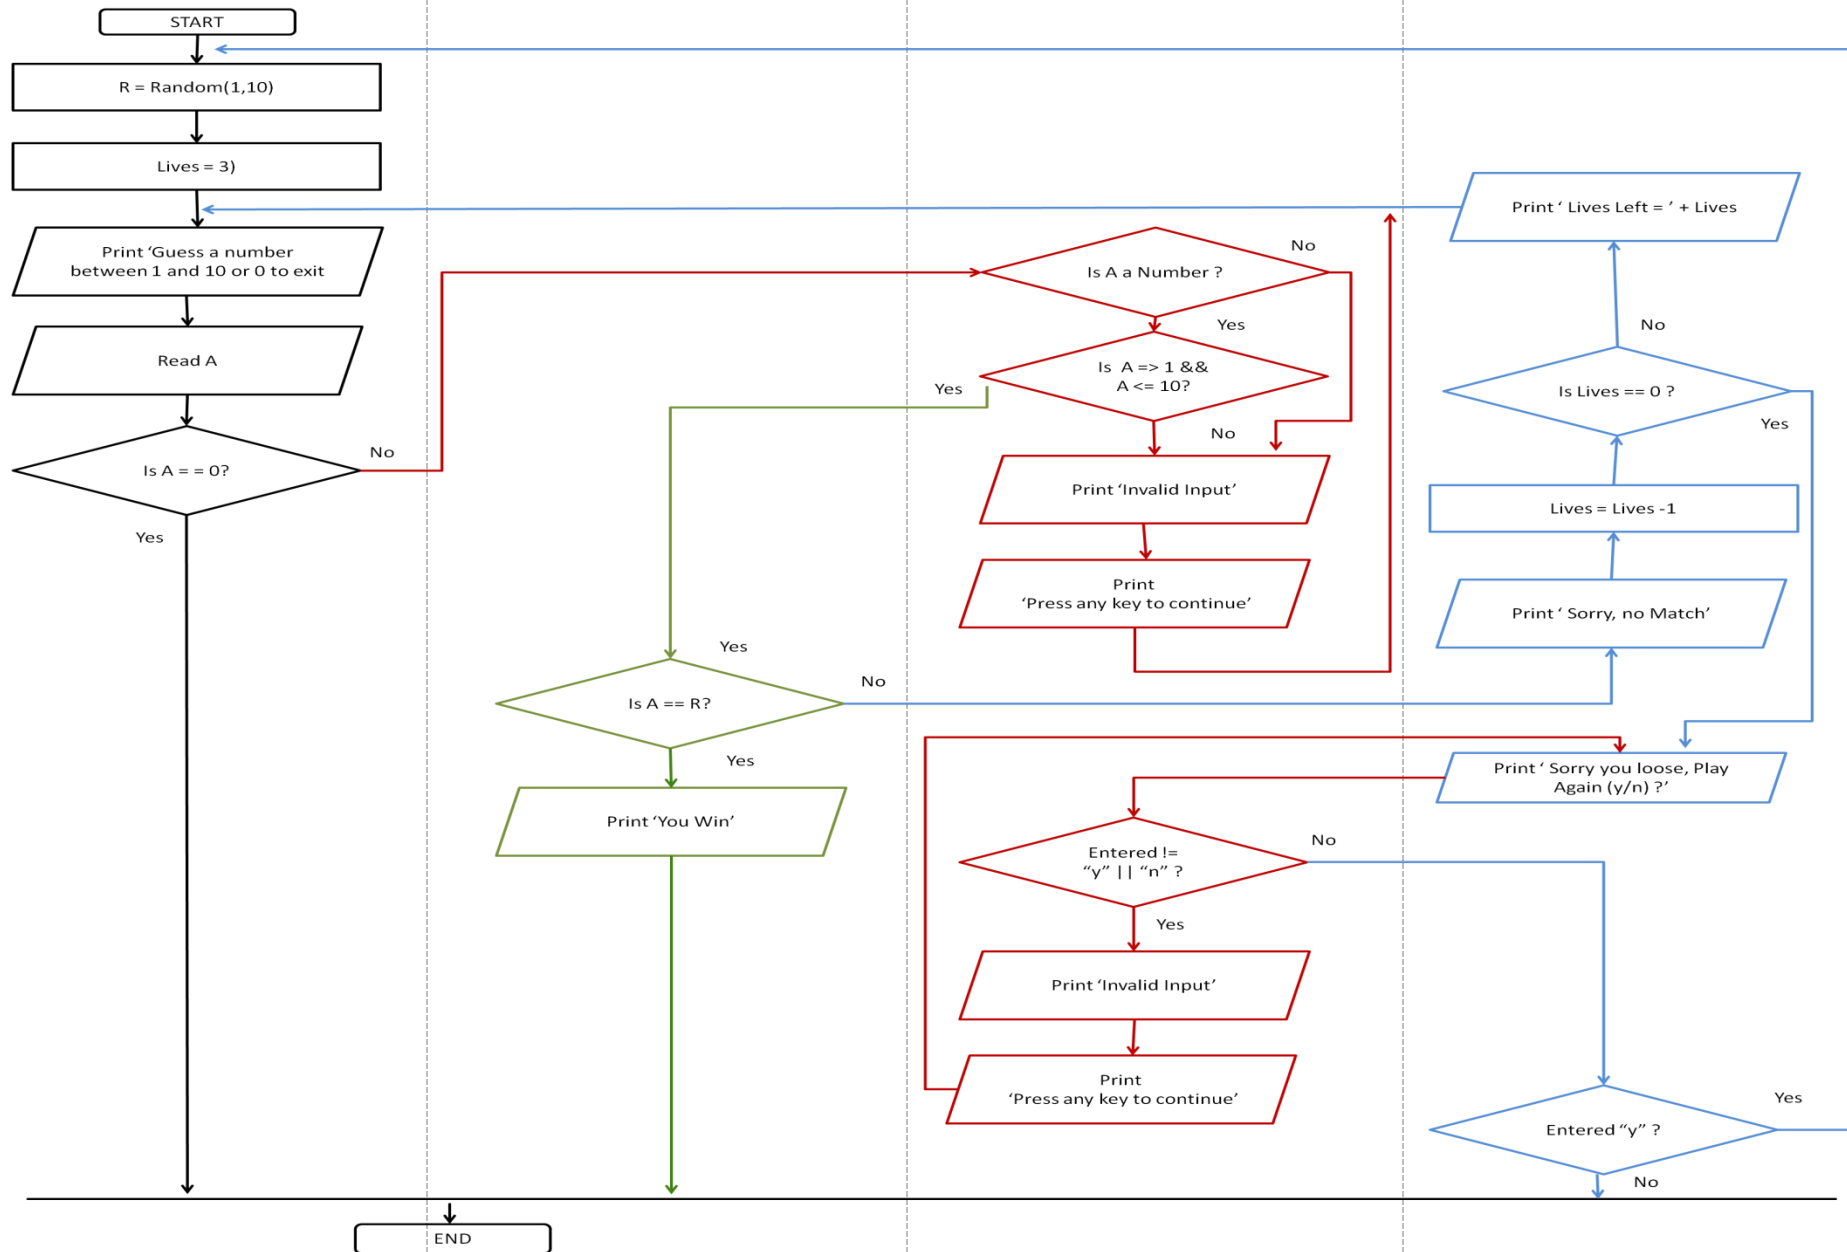 START
R = Random(1,10)
Lives = 3)
Print ‘Guess a number
between 1 and 10 or 0 to exit
Read A
Is A = = 0?
No
Yes
Yes
Is A == R?
No
Yes
Print ‘You Win’
Yes
Is A a Number ?
No
Yes
Is A => 1 &&
A <= 10?
No
Print ‘Invalid Input’
Print
‘Press any key to continue’
Entered !=
“y” || “n” ?
No
Yes
Print ‘Invalid Input’
Print
‘Press any key to continue’
Print ‘ Lives Left = ’ + Lives
No
Is Lives == 0 ?
Yes
Lives = Lives -1
Print ‘ Sorry, no Match’
Print ‘ Sorry you loose, Play
Again (y/n) ?’
Entered “y” ?
Yes
No
END